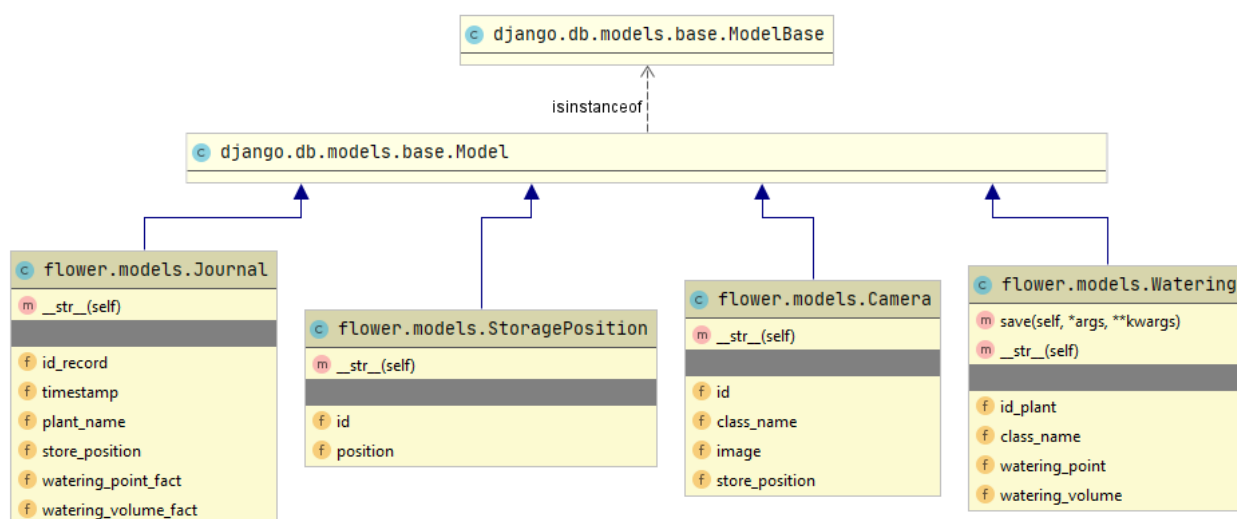 django.db.models.base.ModelBase
isinstanceof
django.db.models.base.Model
flower.models.Journal
__str__(self)
id_record
timestamp
plant_name
store_position
watering_point_fact
watering_volume_fact
flower.models.StoragePosition
__str__(self)
id
position
flower.models.Camera
__str__(self)
id
class_name
image
store_position
flower.models.Watering
save(self, *args, **kwargs)
__str__(self)
id_plant
class_name
watering_point
watering_volume